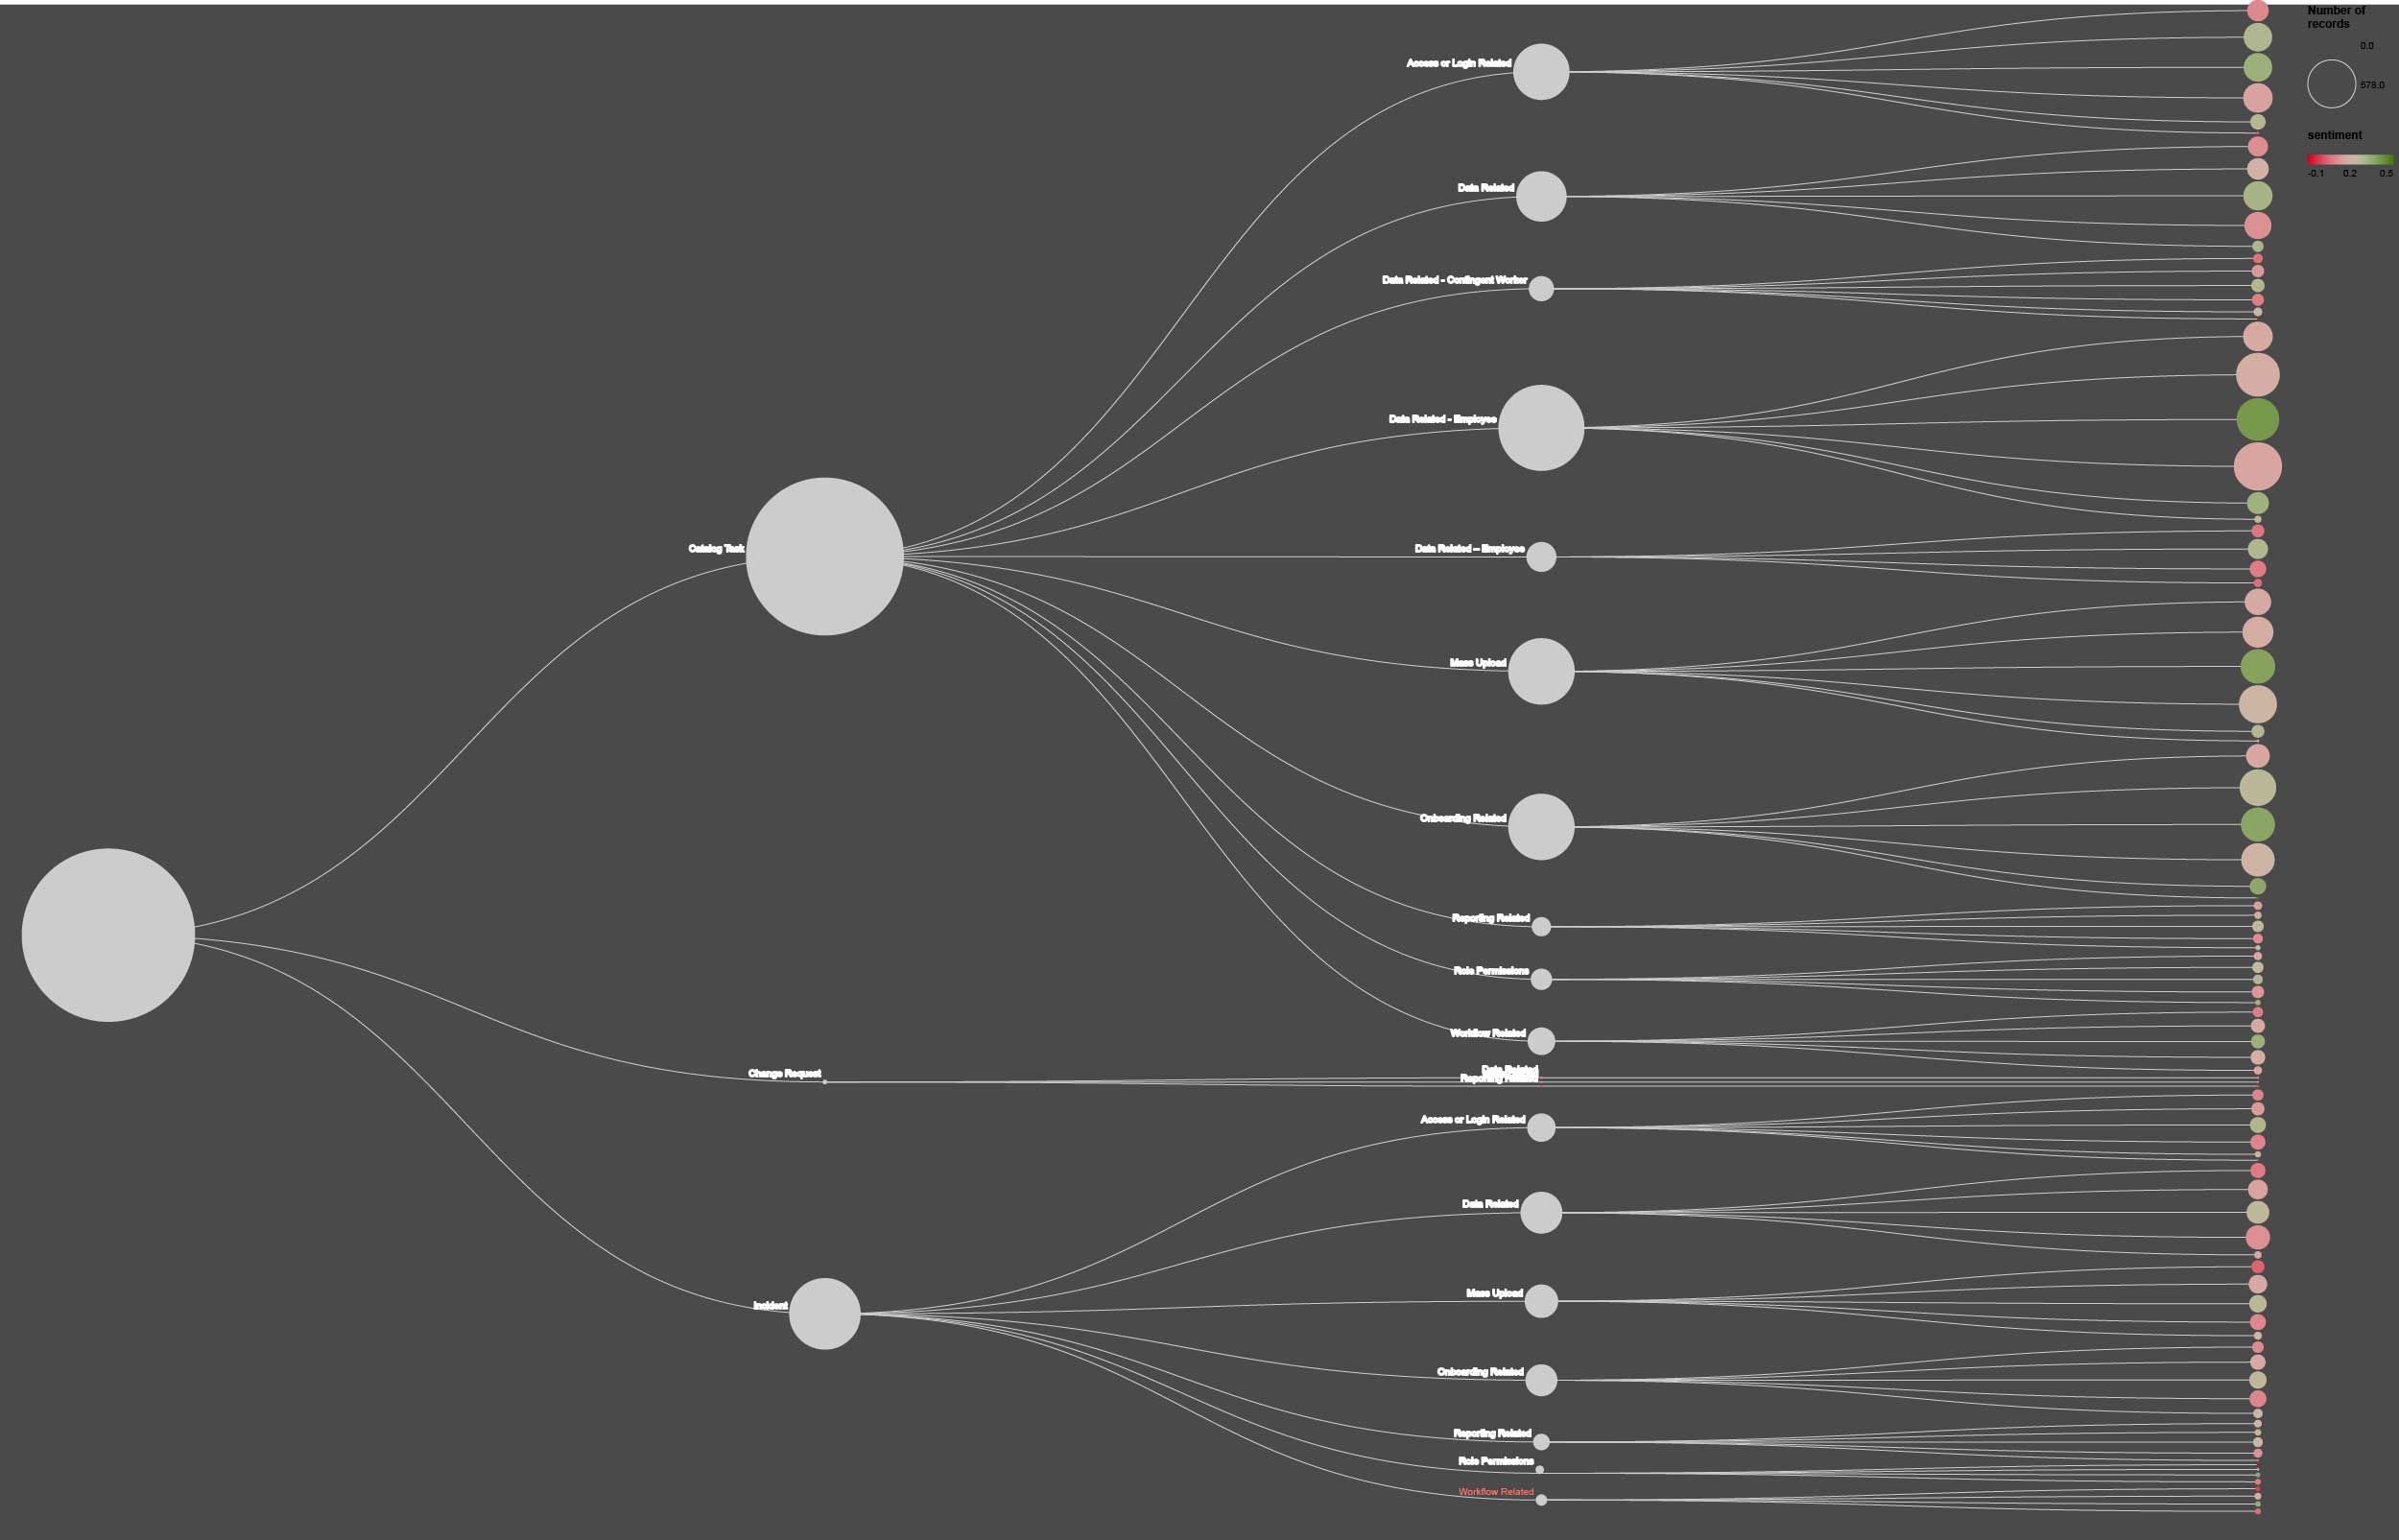 Number of
records
0.0
578.0
sentiment
-0.1 0.2 0.5
Access or Login Related
Data Related
Data Related - Contingent Worker
Data Related - Employee
Catalog Task
Data Related – Employee
Mass Upload
Onboarding Related
Reporting Related
Role Permissions
Workflow Related
Change Request
Data Related
Reporting Related
Access or Login Related
Data Related
Mass Upload
Incident
Onboarding Related
Reporting Related
Role Permissions
Workflow Related